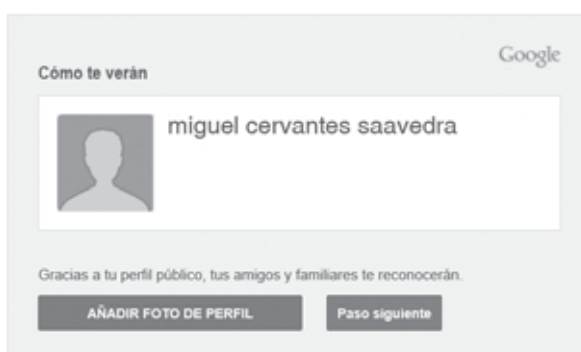 Google
Cómo te verán
miguel cervantes saavedra
Gracias a tu perfil público, tus amigos y familiares te reconocerán.
AÑADIR FOTO DE PERFIL
Paso siguiente